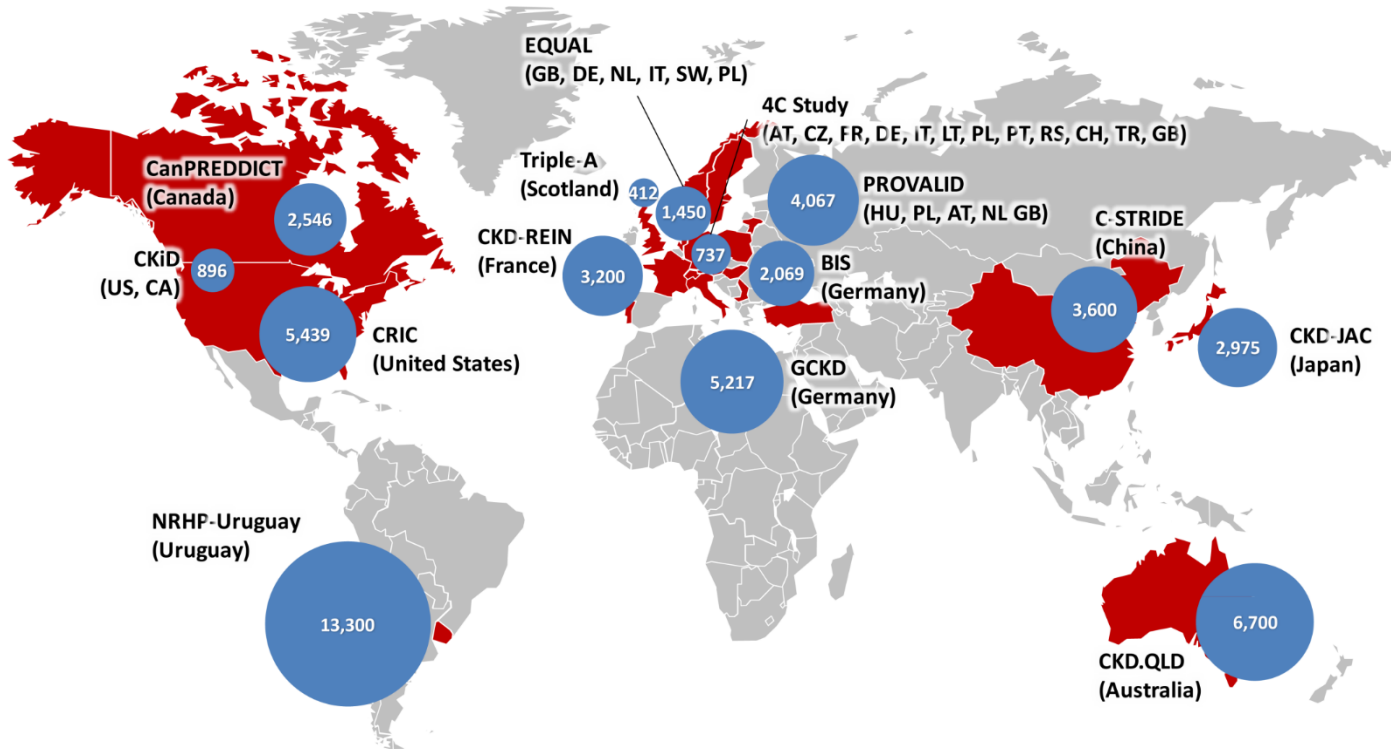 EQUAL
(GB, DE, NL, IT, SW, PL)
4C Study
(AT, CZ, FR, DE, IT, LT, PL, PT, RS, CH, TR, GB)
CanPREDDICT
(Canada)
2,546
Triple-A
(Scotland)
412
1,450
4,067
PROVALID
(HU, PL, AT, NL GB)
C-STRIDE
(China)
CKiD
(US, CA)
896
CKD-REIN
(France)
3,200
737
2,069
BIS
(Germany)
3,600
5,439
CRIC
(United States)
2,975
CKD-JAC
(Japan)
5,217
GCKD
(Germany)
NRHP-Uruguay
(Uruguay)
13,300
6,700
CKD.QLD
(Australia)